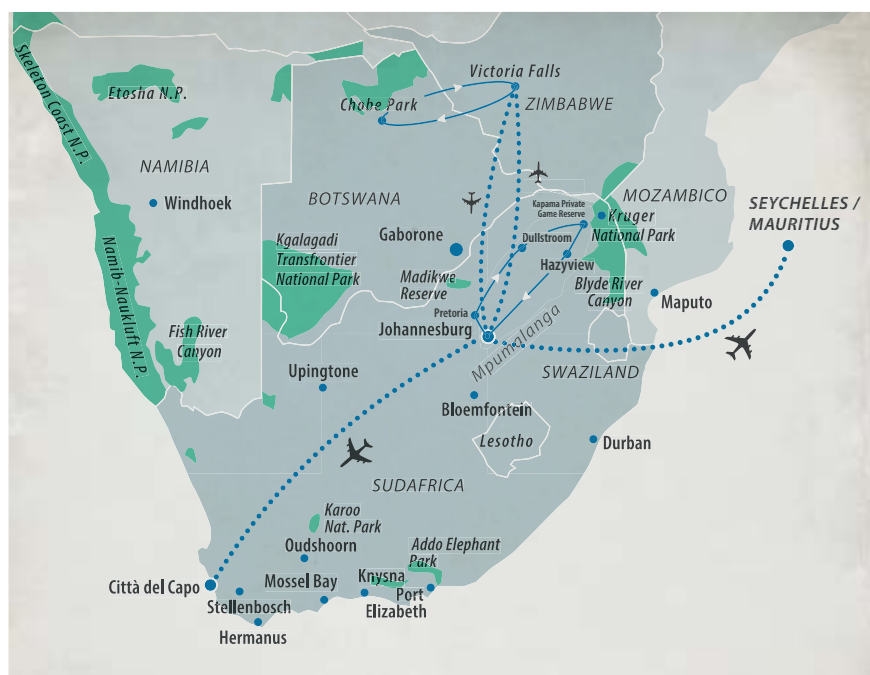 Skeleton Coast N.P.
Etosha N.P.
NAMIBIA
Windhoek
Namib-Naukluft N.P.
Fish River
Canyon
Victoria Falls
Chobe Park
ZIMBABWE
BOTSWANA
Gaborone
Kgalagadi
Transfrontier
National Park
Madikwe
Reserve
MOZAMBICO
Kapama Private
Game Reserve
Kruger
National Park
Dullstroom
Hazyview
Blyde River
Canyon
Maputo
SEYCHELLES /
MAURITIUS
Pretoria
Johannesburg
Mpumalanga
SWAZILAND
Upingtone
Bloemfontein
Lesotho
Durban
SUDAFRICA
Karoo
Nat. Park
Oudshoorn
Addo Elephant
Park
Città del Capo
Stellenbosch
Hermanus
Mossel Bay
Knysna
Port
Elizabeth